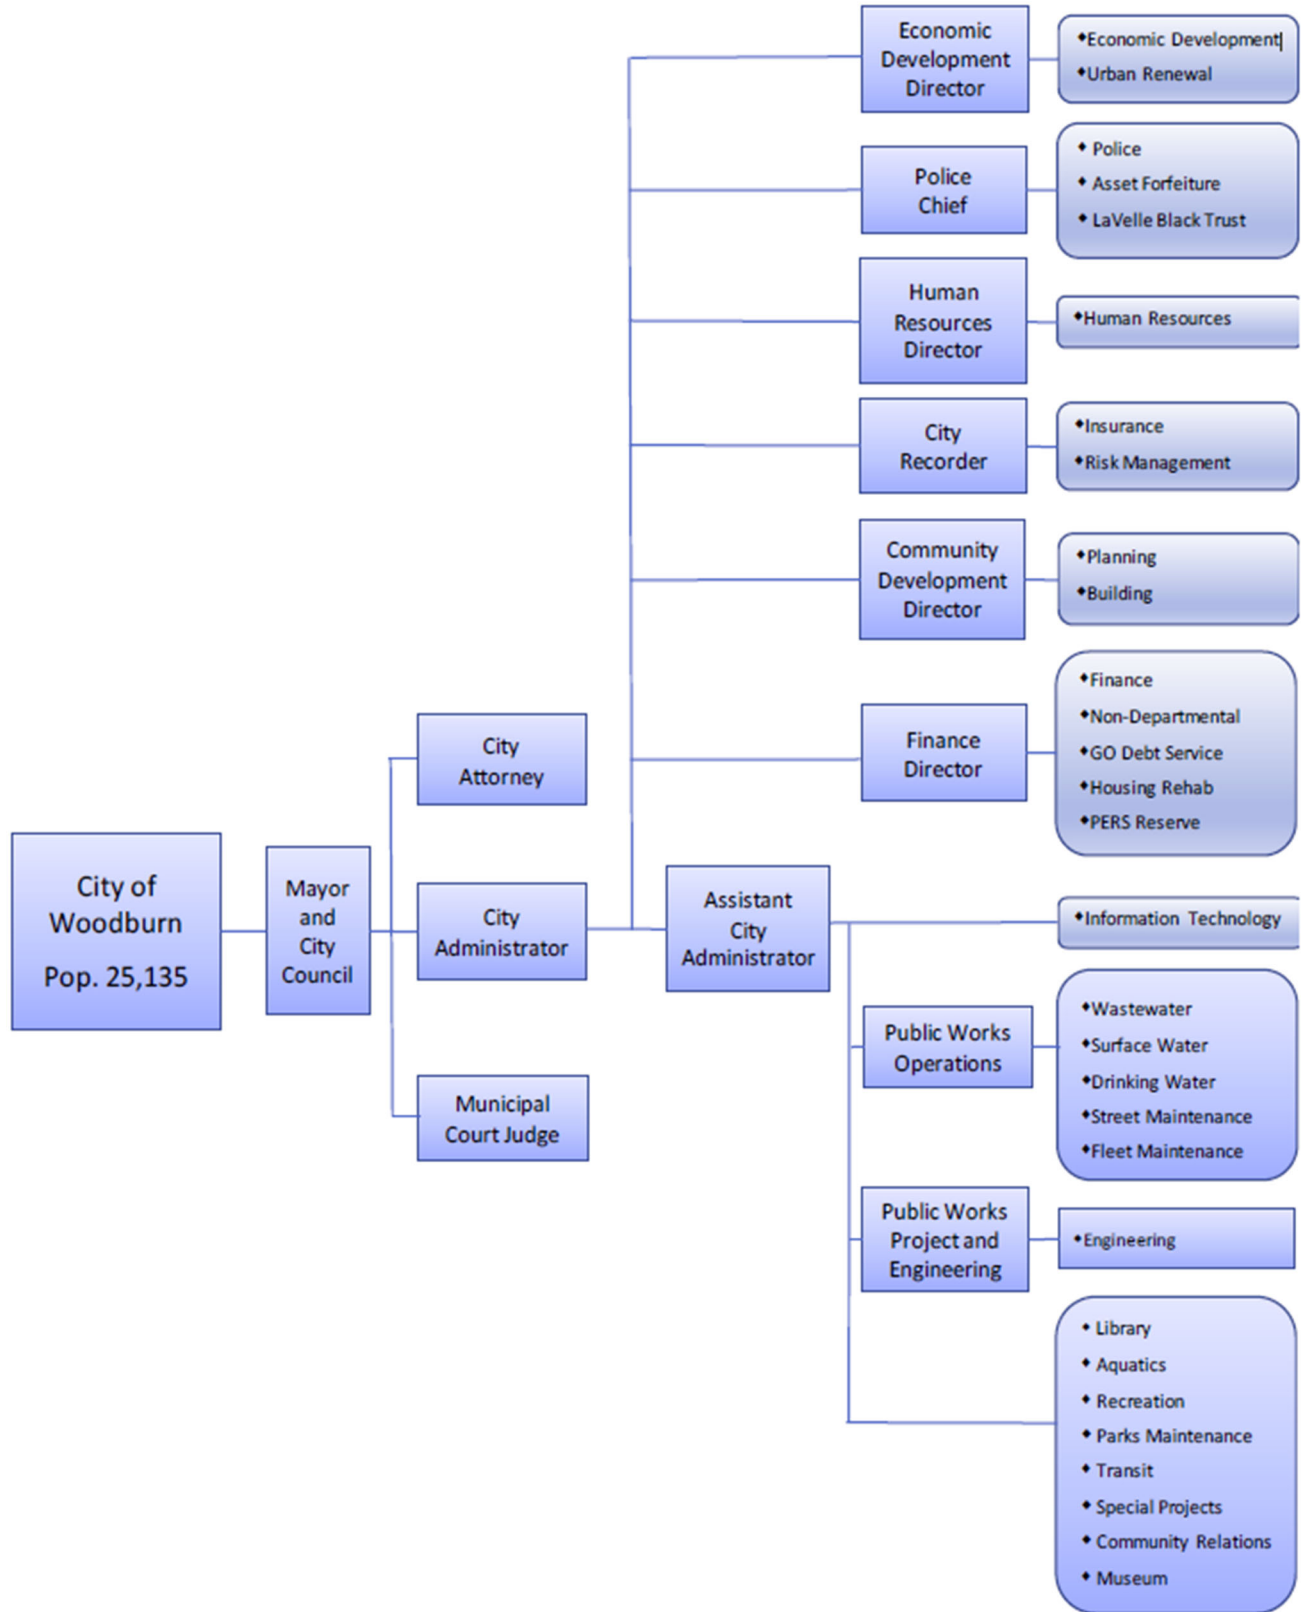 Economic
Development
Director
◆Economic Development
◆Urban Renewal
Police
Chief
◆ Police
◆ Asset Forfeiture
◆ LaVelle Black Trust
Human
Resources
Director
◆Human Resources
City
Recorder
◆Insurance
◆Risk Management
Community
Development
Director
◆Planning
◆Building
Finance
Director
◆Finance
◆Non-Departmental
◆GO Debt Service
◆Housing Rehab
◆PERS Reserve
City
Attorney
City of
Woodburn
Pop. 25,135
Mayor
and
City
Council
City
Administrator
Assistant
City
Administrator
◆Information Technology
Municipal
Court Judge
Public Works
Operations
◆Wastewater
◆Surface Water
◆Drinking Water
◆Street Maintenance
◆Fleet Maintenance
Public Works
Project and
Engineering
◆Engineering
◆ Library
◆ Aquatics
◆ Recreation
◆ Parks Maintenance
◆ Transit
◆ Special Projects
◆ Community Relations
◆ Museum